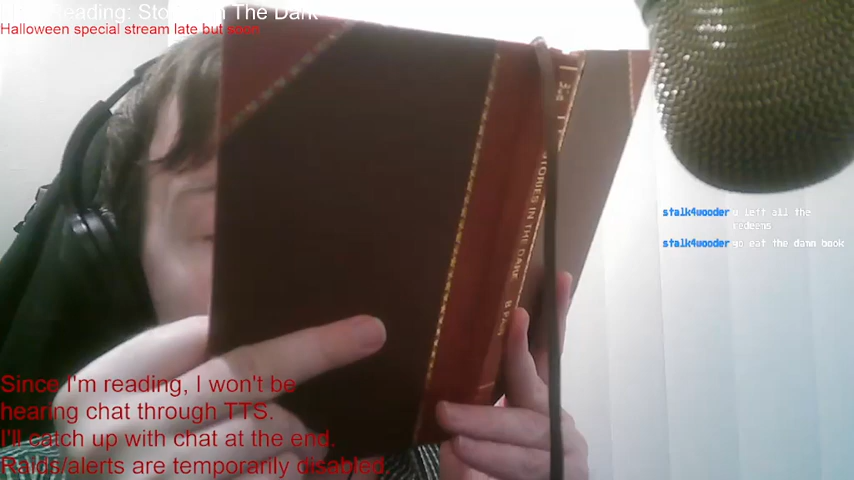 eading: Sto The Dark
Halloween special stream late but soon
STORIES IN THE DARK
stalk4wooder u left all the
redeems
stalk4wooder go eat the damn book
Since I'm reading, I won't be
hearing chat through TTS.
I'll catch up with chat at the end.
Raids/alerts are temporarily disabled.